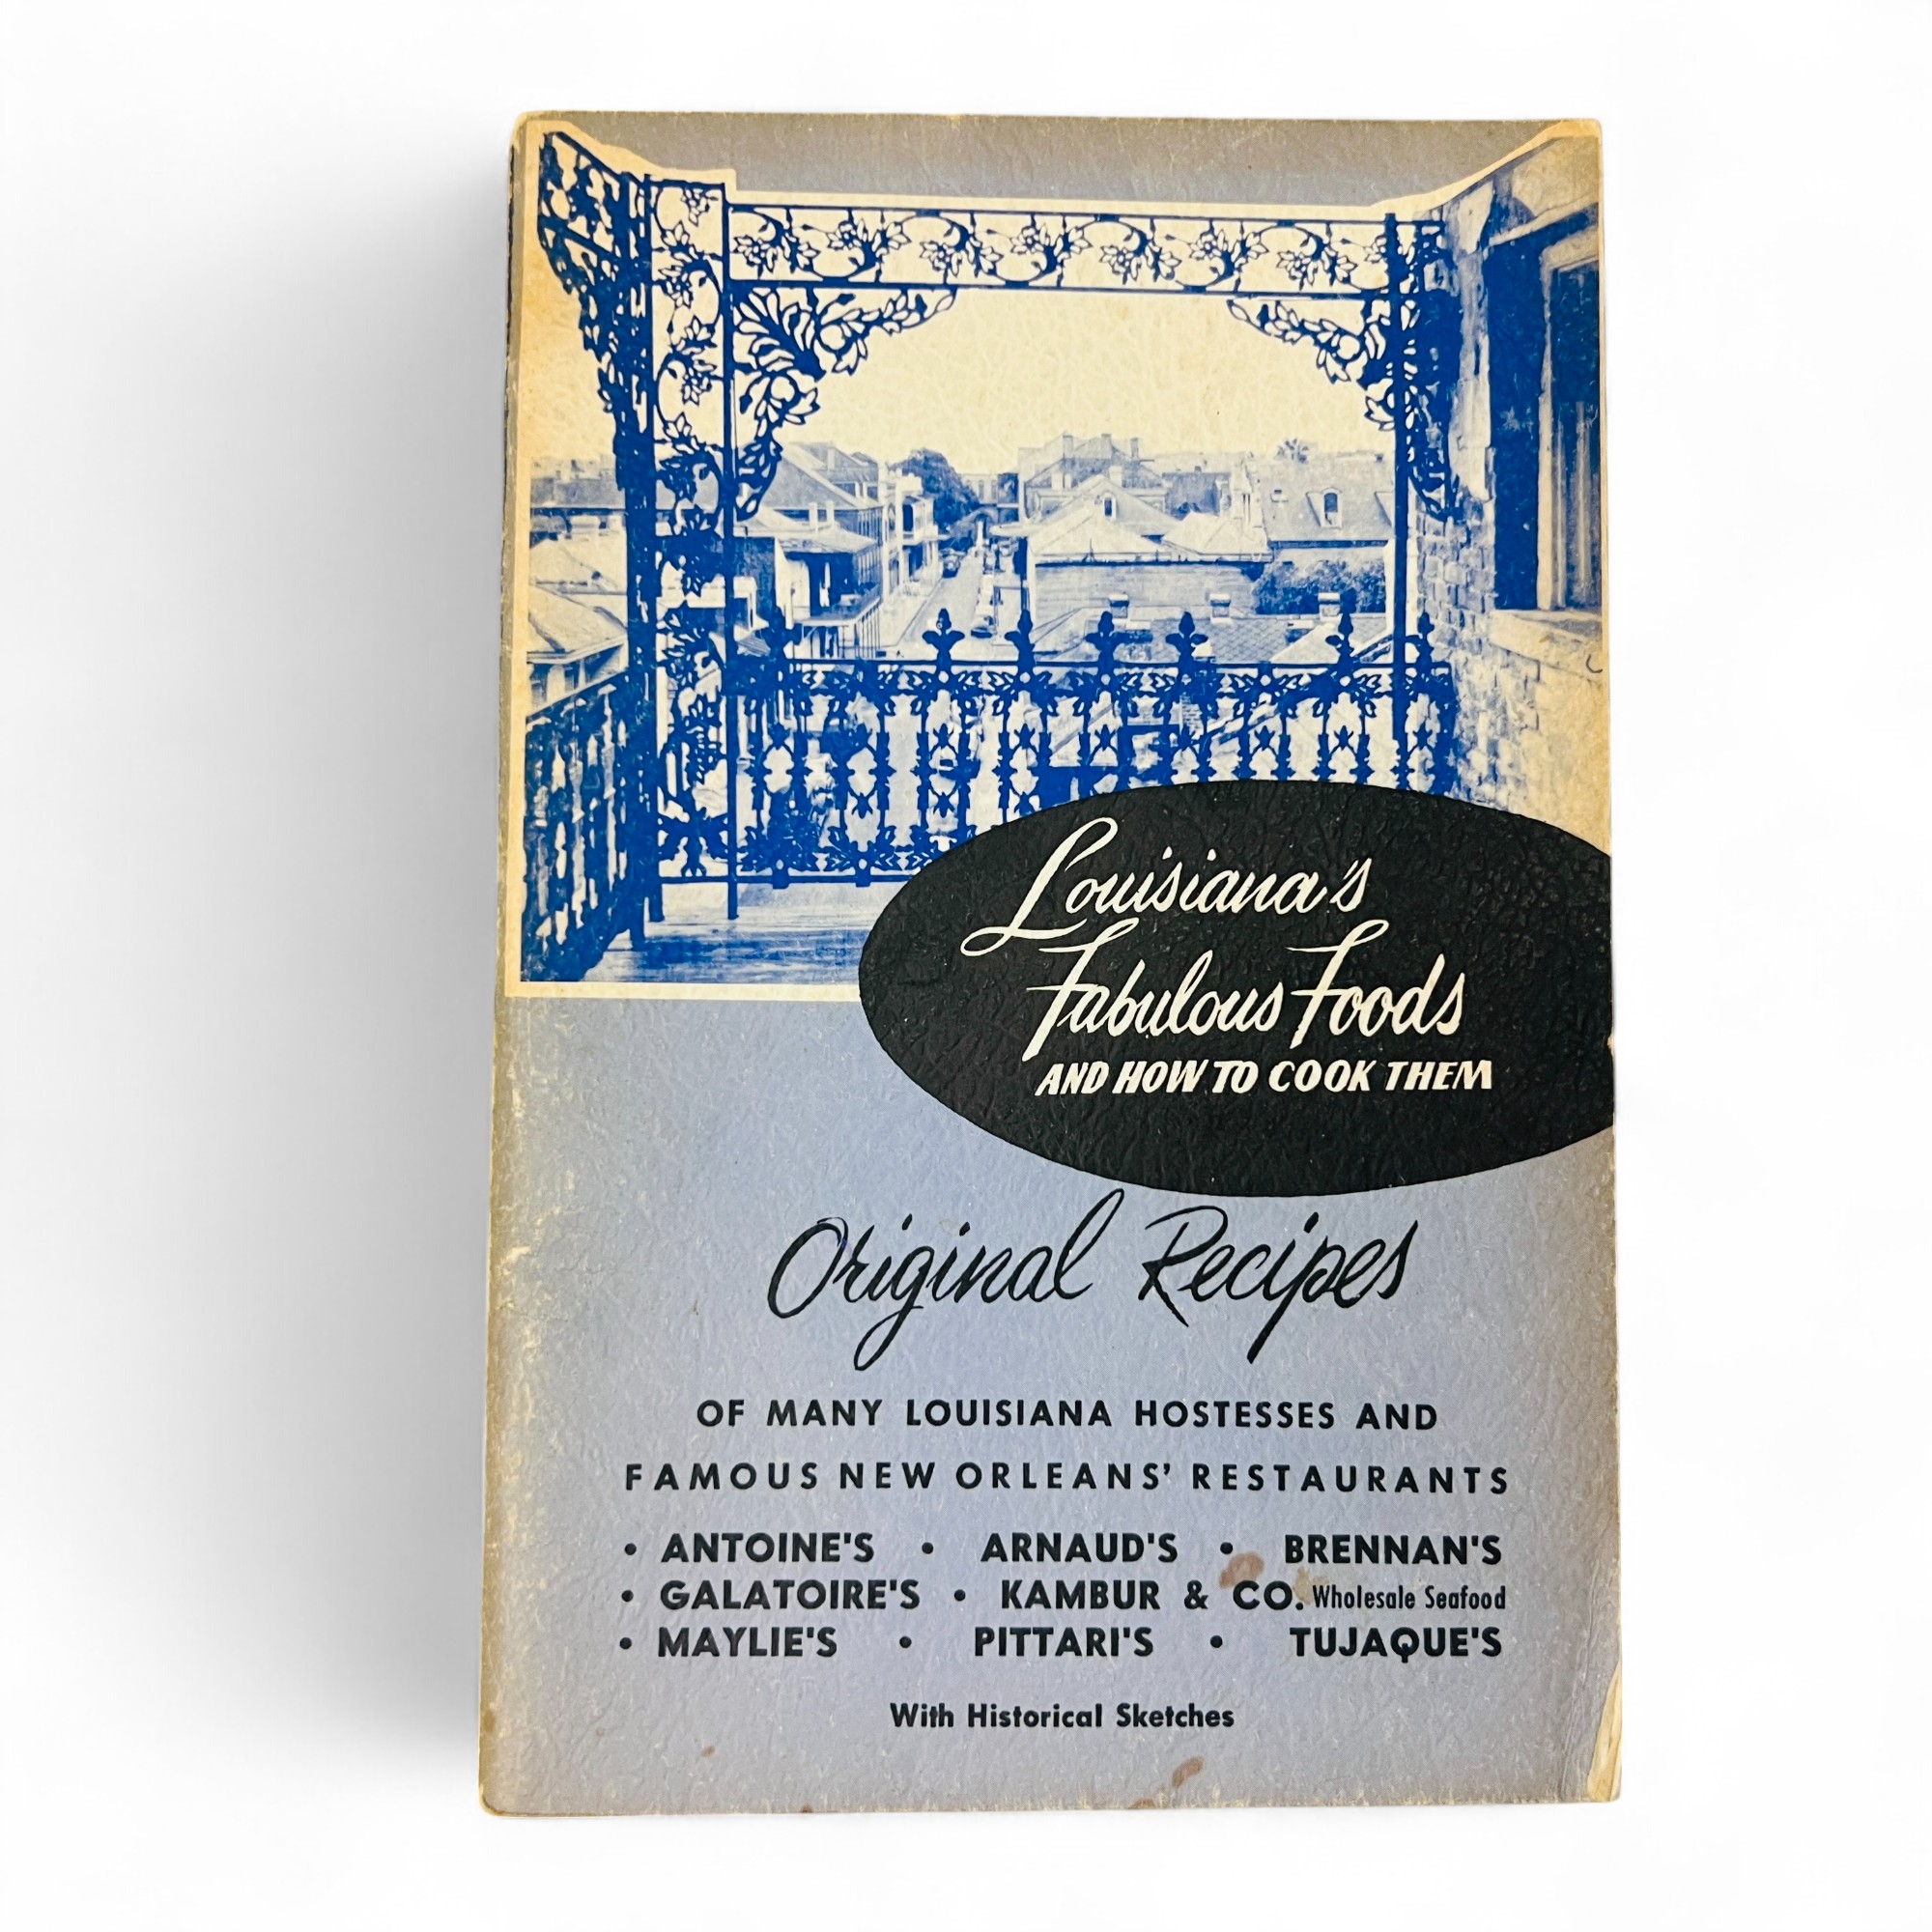 Louisiana's
Fabulous Foods
AND HOW TO COOK THEM
Original Recipes
OF MANY LOUISIANA HOSTESSES AND
FAMOUS NEW ORLEANS' RESTAURANTS
• ANTOINE'S • ARNAUD'S • BRENNAN'S
• GALATOIRE'S • KAMBUR & CO. Wholesale Seafood
• MAYLIE'S • PITTARI'S • TUJAQUE'S
With Historical Sketches